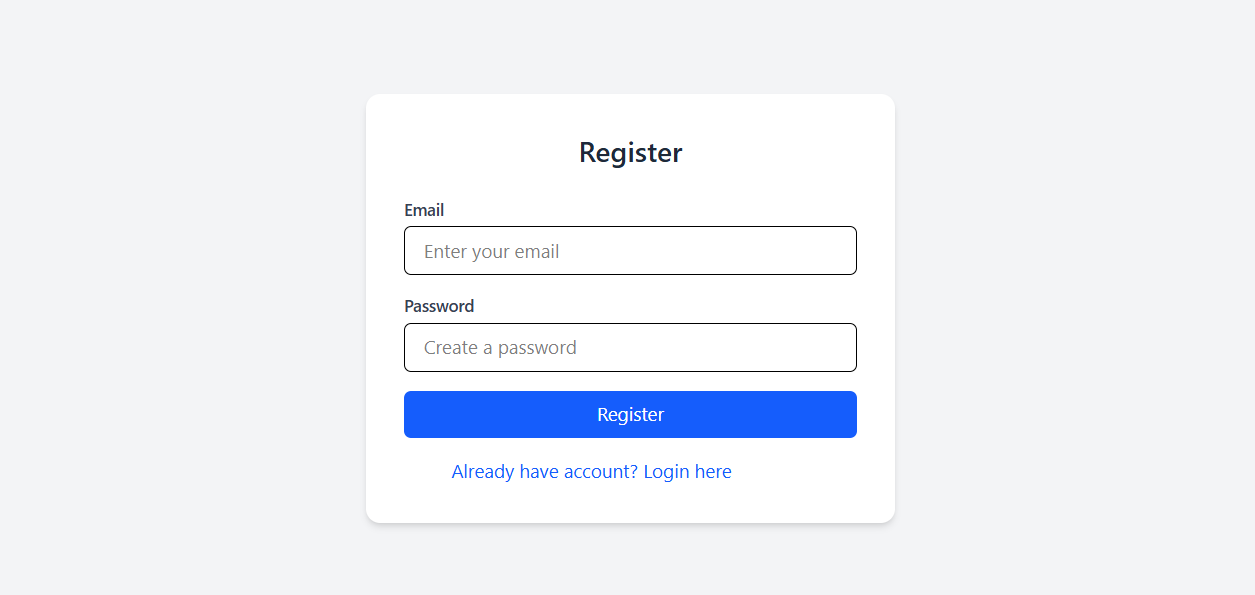 Register
Email
Enter your email
Password
Create a password
Register
Already have account? Login here